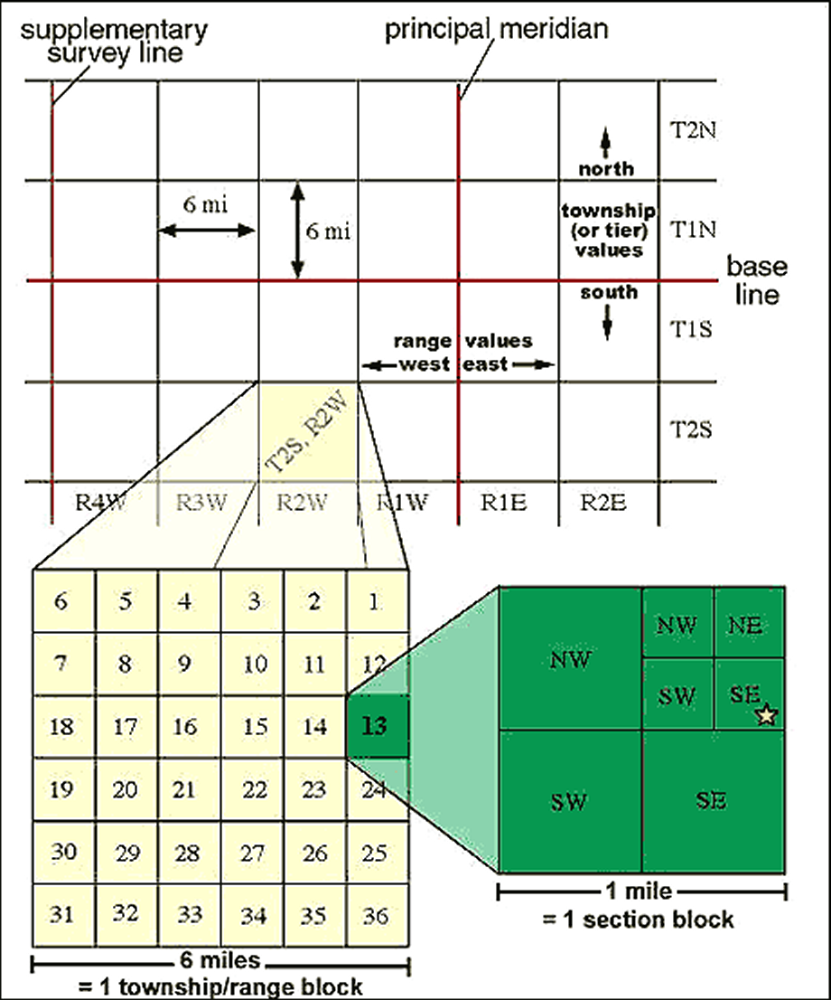 supplementary
survey line
principal meridian
T2N
north
6 mi
6 mi
township
(or tier)
values
T1N
base
line
south
range values
west east
T1S
T2S, R2W
T2S
R4W R3W R2W R1W R1E R2E
6 5 4 3 2 1
7 8 9 10 11 12
18 17 16 15 14 13
19 20 21 22 23 24
30 29 28 27 26 25
31 32 33 34 35 36
6 miles
= 1 township/range block
NW
NW NE
SW SE
SW SE
1 mile
= 1 section block